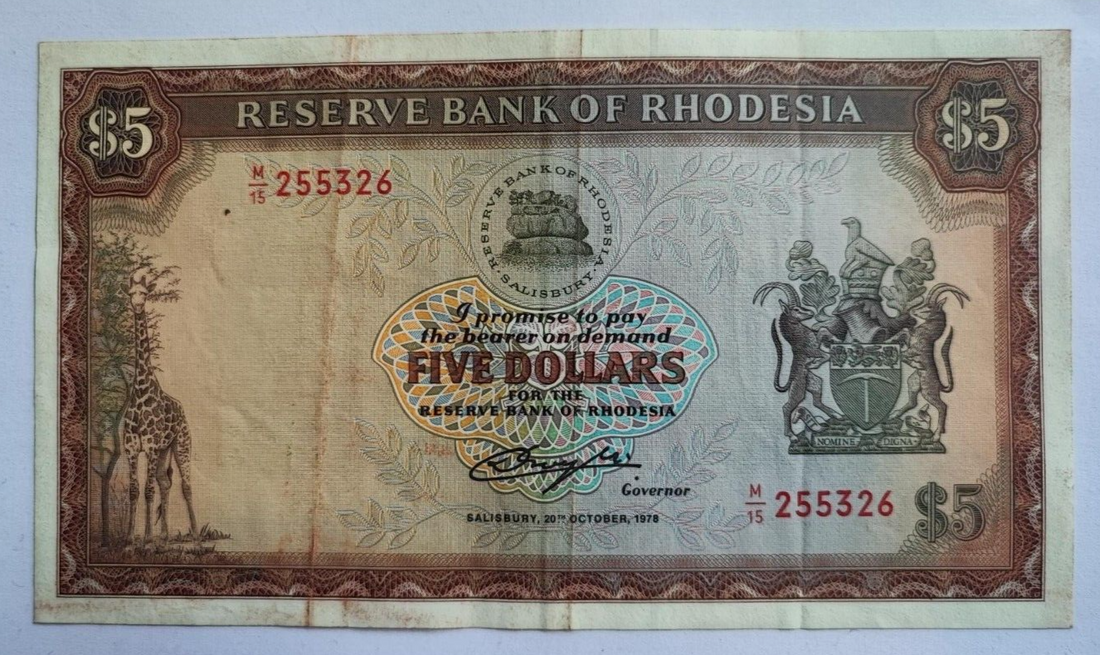 RESERVE BANK OF RHODESIA
$5
$5
M/15 255326
RESERVE BANK OF RHODESIA
SALISBURY
I promise to pay
the bearer on demand
FIVE DOLLARS
FOR THE
RESERVE BANK OF RHODESIA
Governor
SALISBURY, 20TH OCTOBER, 1978
NOMINE DIGNA
M/15 255326
$5